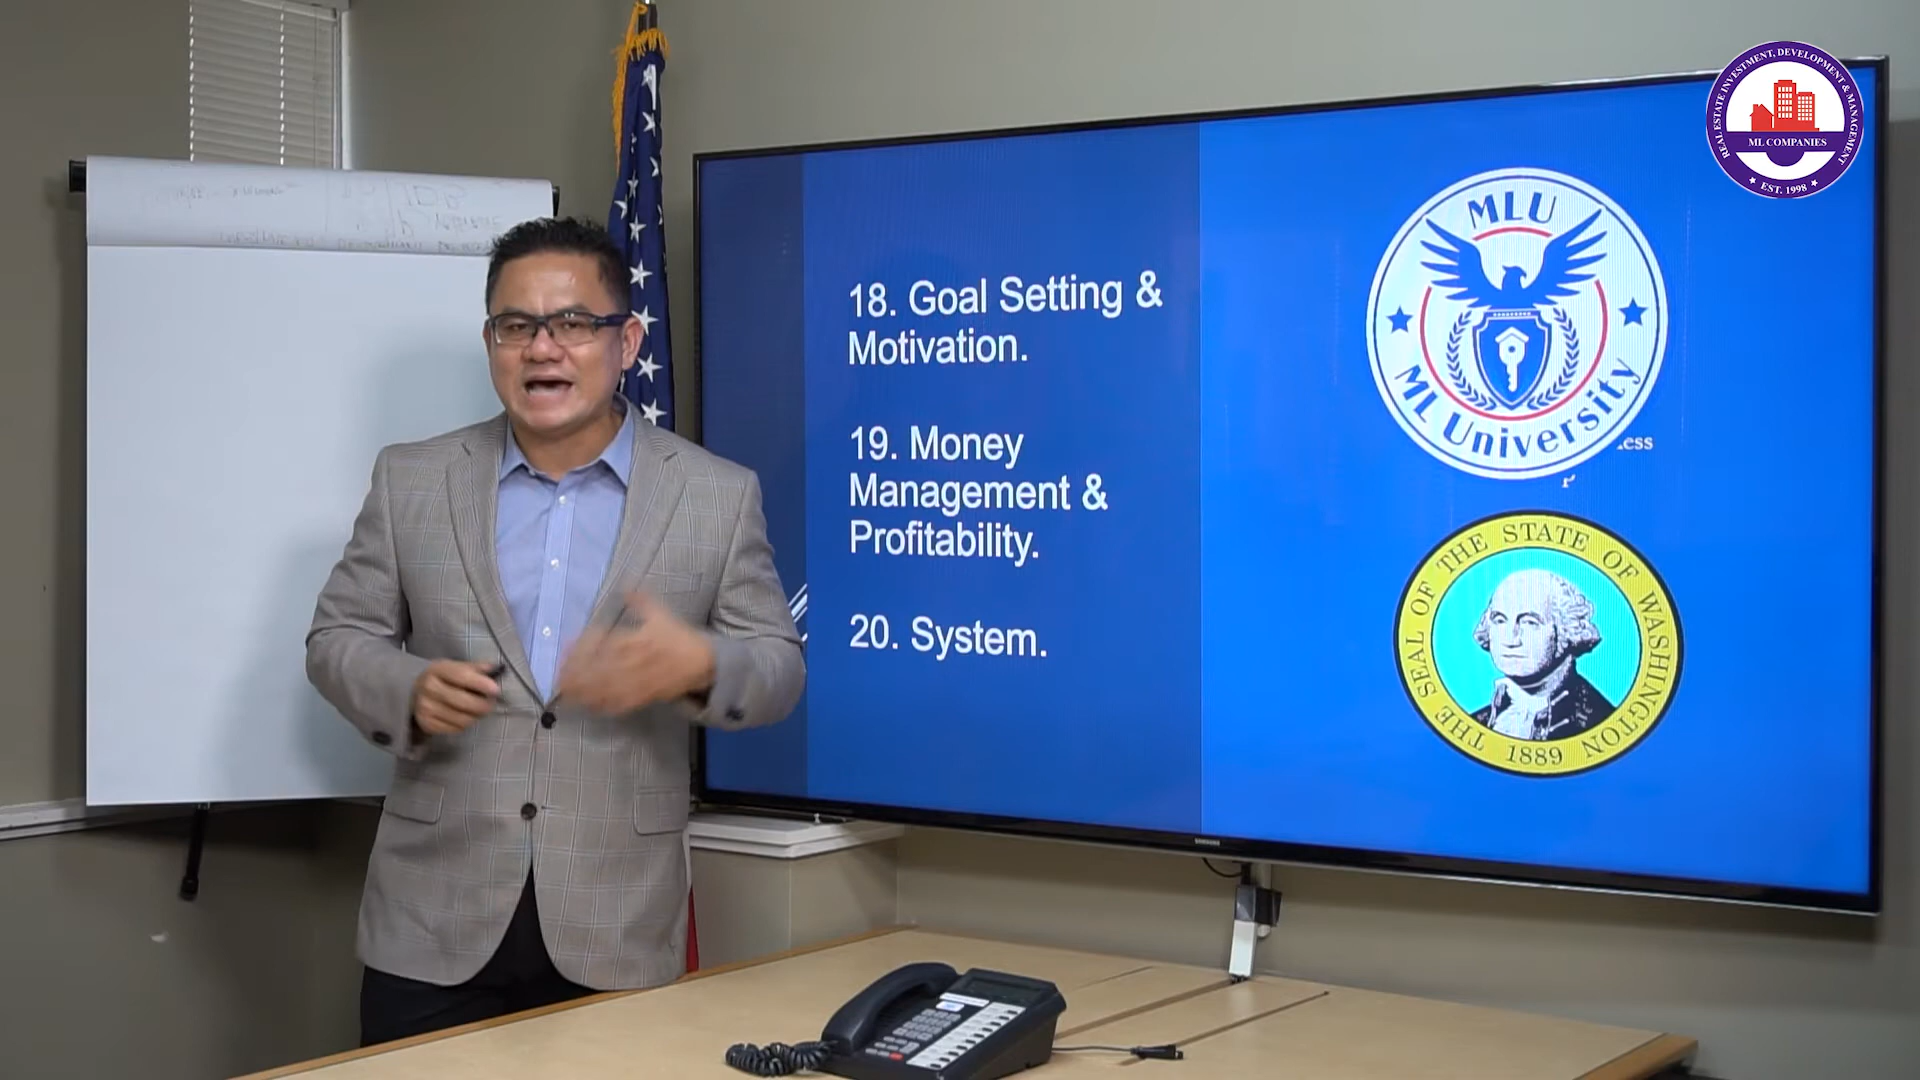 REAL ESTATE INVESTMENT, DEVELOPMENT & MANAGEMENT
ML COMPANIES
EST. 1998
MLU
ML University
18. Goal Setting &
Motivation.
19. Money
Management &
Profitability.
20. System.
THE SEAL OF THE STATE OF WASHINGTON
1889
SAMSUNG